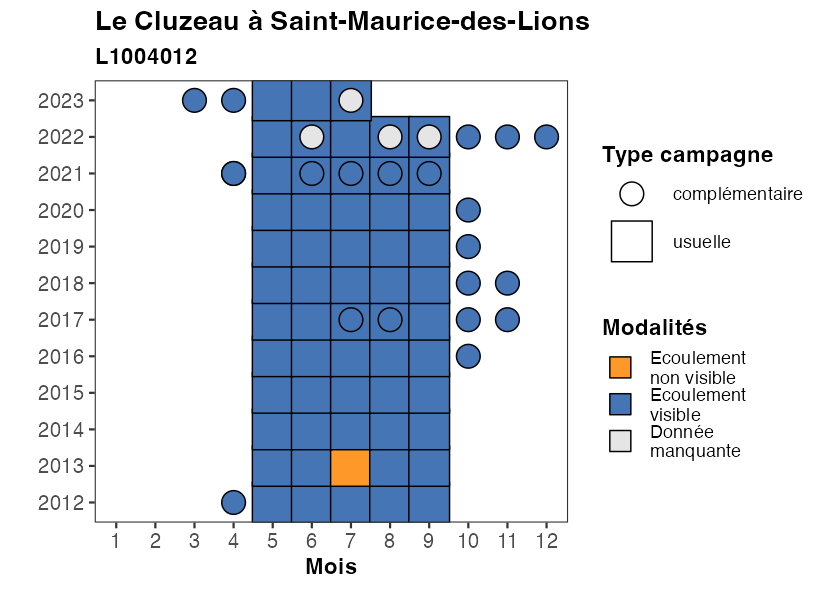 Le Cluzeau à Saint-Maurice-des-Lions
L1004012
2023
2022
2021
2020
2019
2018
2017
2016
2015
2014
2013
2012
1 2 3 4 5 6 7 8 9 10 11 12
Mois
Type campagne
complémentaire
usuelle
Modalités
Ecoulement
non visible
Ecoulement
visible
Donnée
manquante